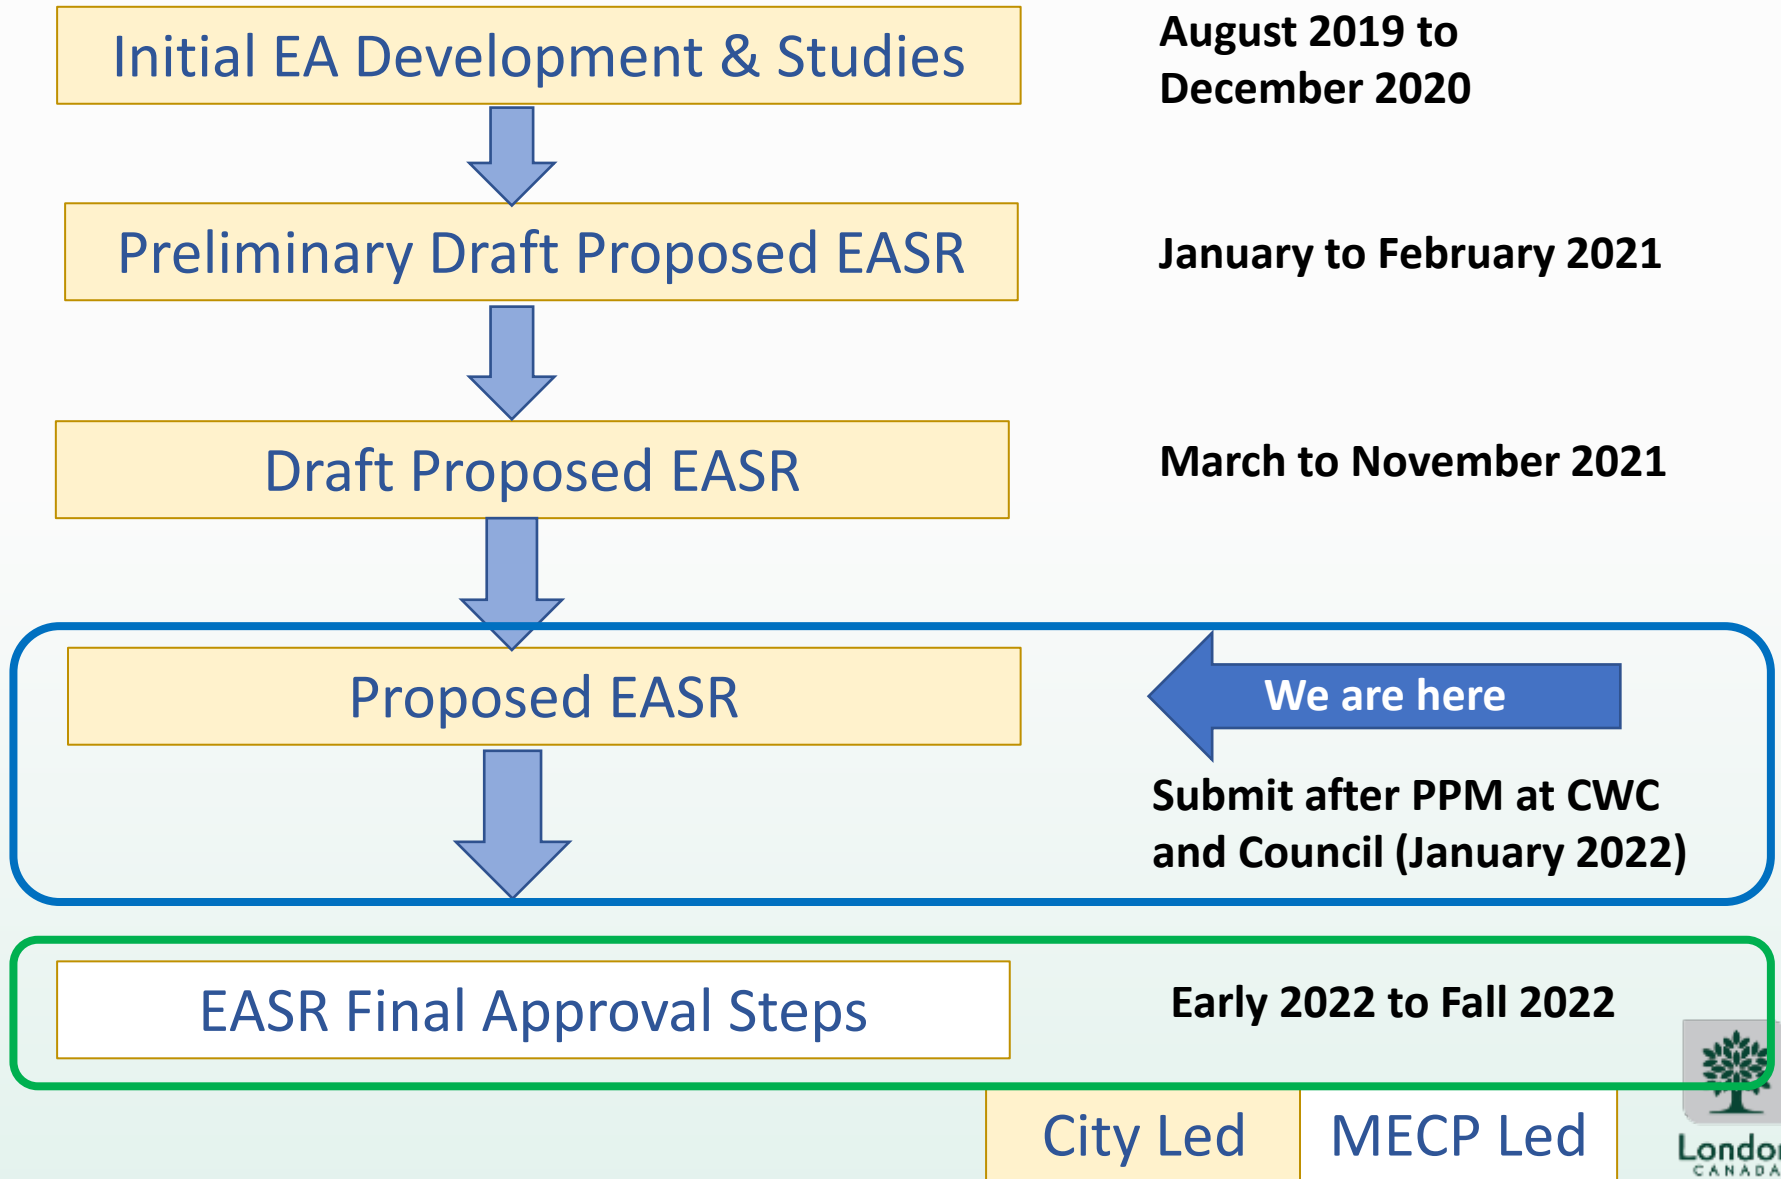 Initial EA Development & Studies
August 2019 to
December 2020
Preliminary Draft Proposed EASR
January to February 2021
Draft Proposed EASR
March to November 2021
Proposed EASR
We are here
Submit after PPM at CWC
and Council (January 2022)
EASR Final Approval Steps
Early 2022 to Fall 2022
City Led
MECP Led
London
CANADA